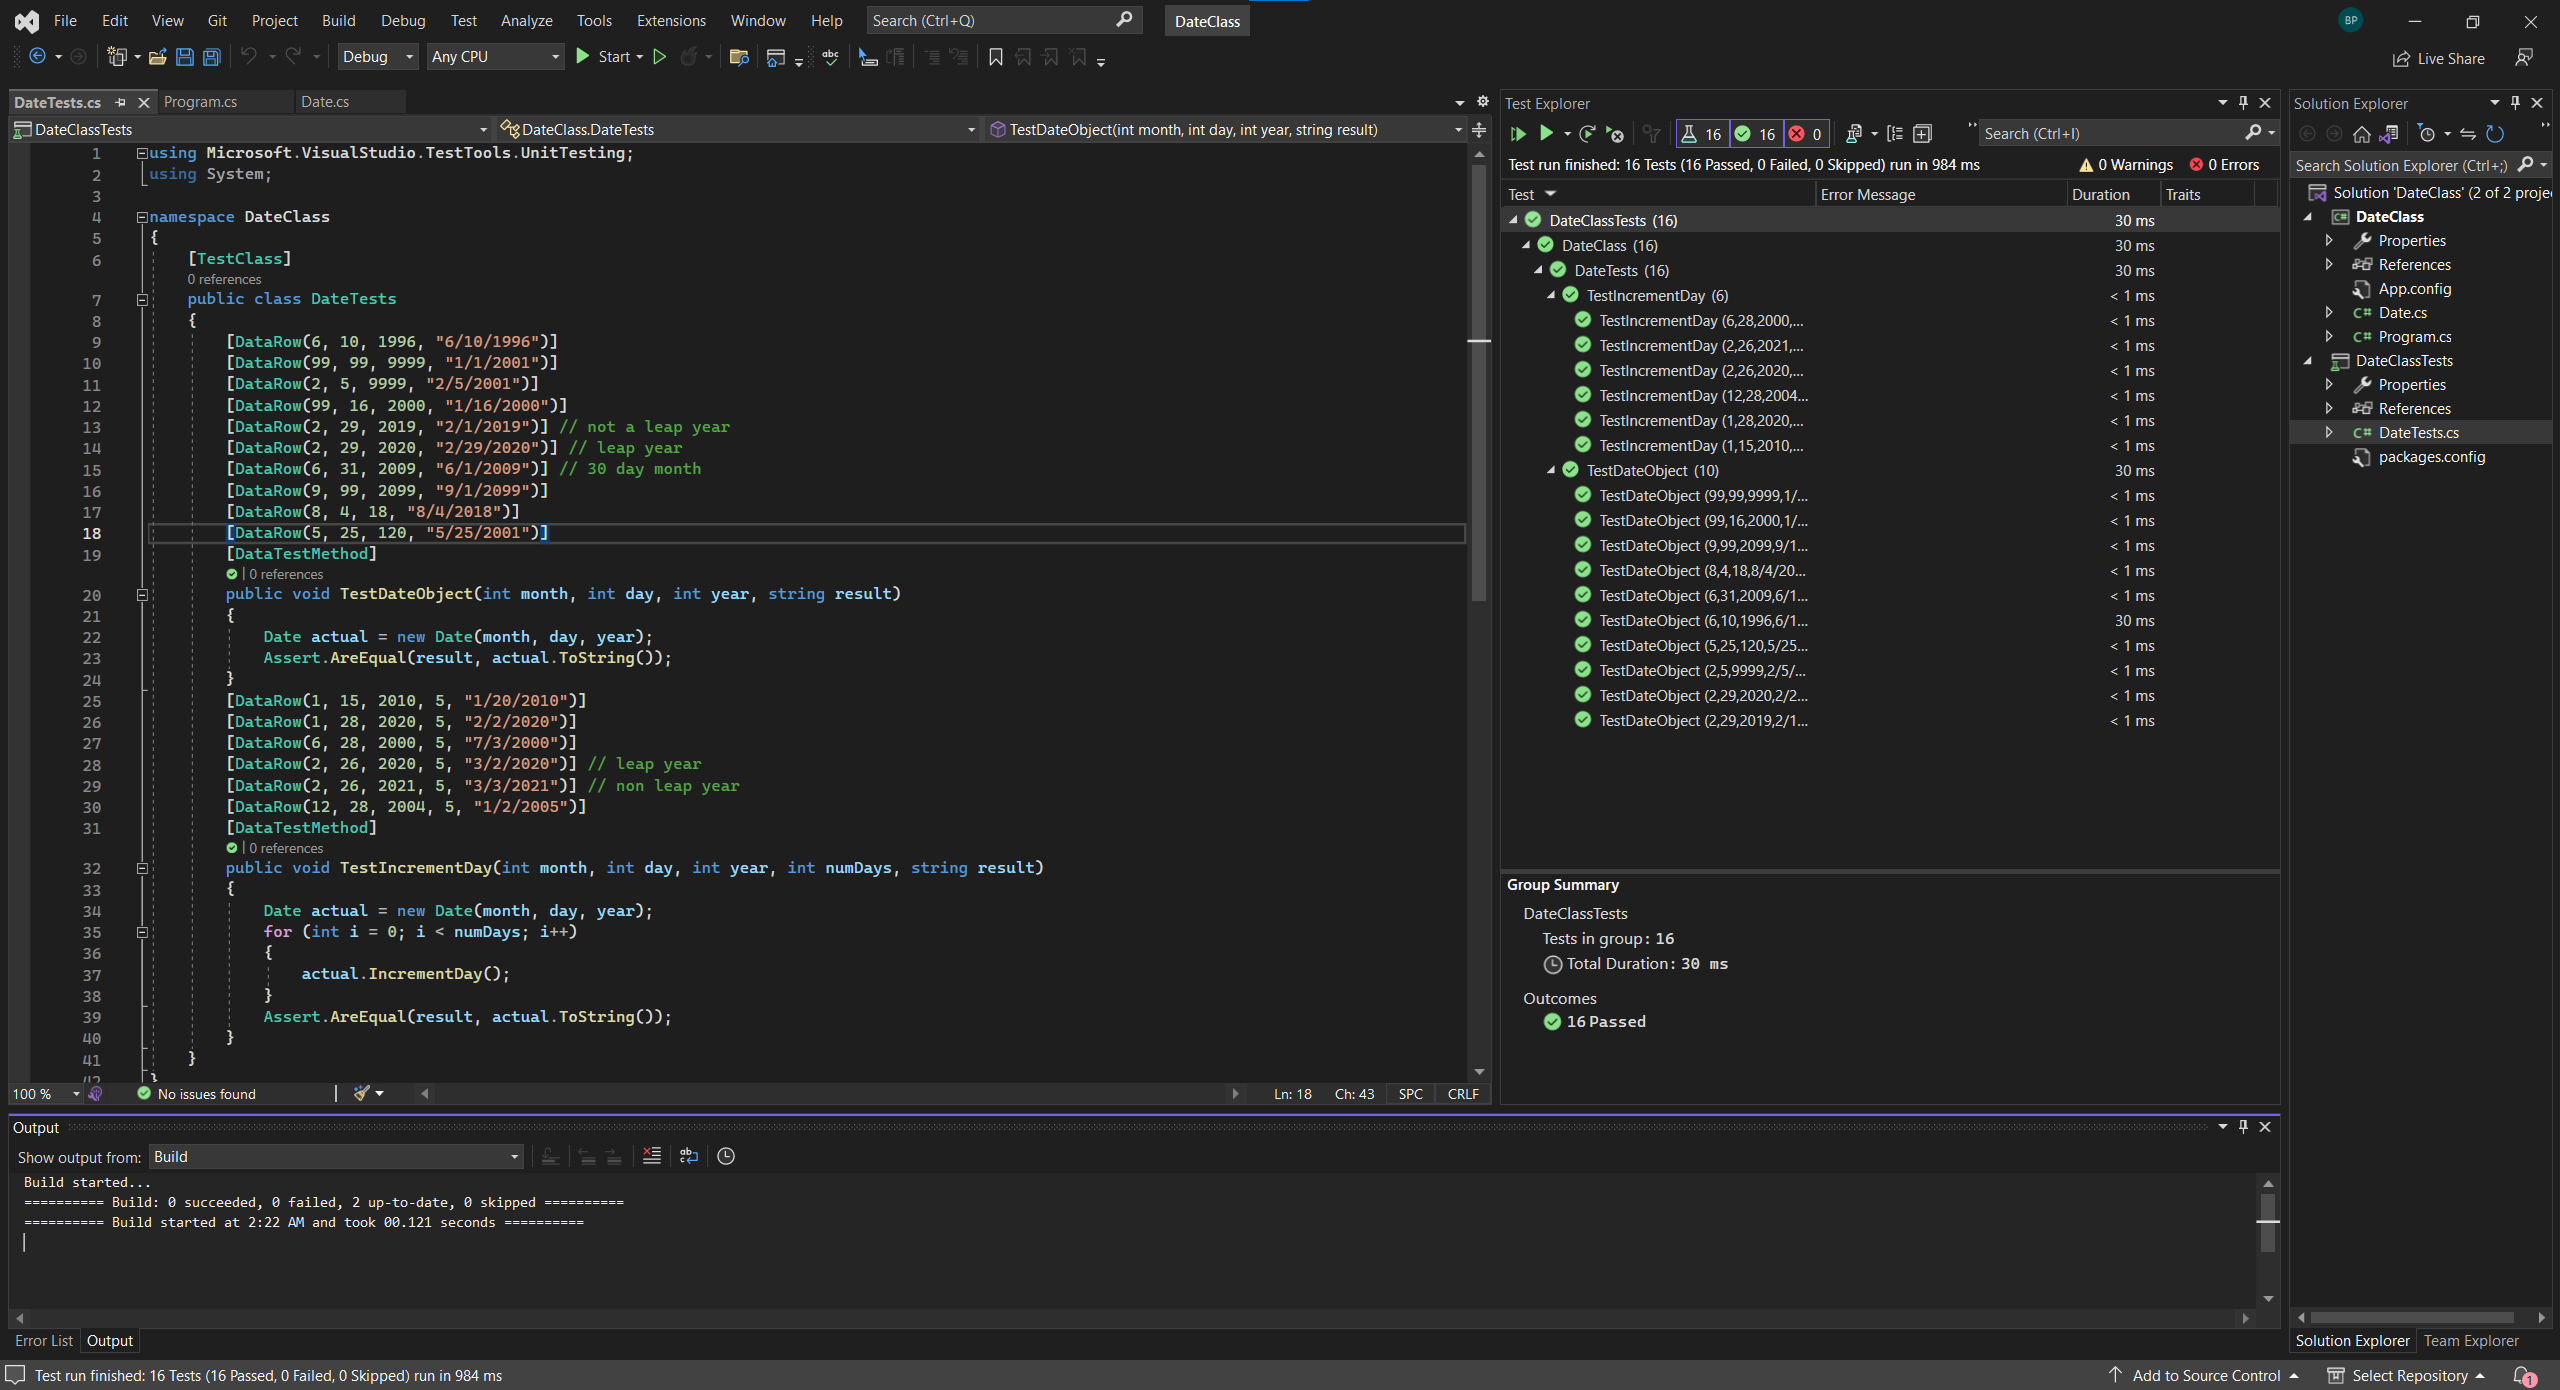 File Edit View Git Project Build Debug Test Analyze Tools Extensions Window Help Search (Ctrl+Q) DateClass BP
Debug Any CPU Start Live Share
DateTests.cs Program.cs Date.cs
DateClassTests DateClass.DateTests TestDateObject(int month, int day, int year, string result)
1 using Microsoft.VisualStudio.TestTools.UnitTesting;
2 using System;
3
4 namespace DateClass
5 {
6 [TestClass]
0 references
7 public class DateTests
8 {
9 [DataRow(6, 10, 1996, "6/10/1996")]
10 [DataRow(99, 99, 9999, "1/1/2001")]
11 [DataRow(2, 5, 9999, "2/5/2001")]
12 [DataRow(99, 16, 2000, "1/16/2000")]
13 [DataRow(2, 29, 2019, "2/1/2019")] // not a leap year
14 [DataRow(2, 29, 2020, "2/29/2020")] // leap year
15 [DataRow(6, 31, 2009, "6/1/2009")] // 30 day month
16 [DataRow(9, 99, 2099, "9/1/2099")]
17 [DataRow(8, 4, 18, "8/4/2018")]
18 [DataRow(5, 25, 120, "5/25/2001")]
19 [DataTestMethod]
| 0 references
20 public void TestDateObject(int month, int day, int year, string result)
21 {
22 Date actual = new Date(month, day, year);
23 Assert.AreEqual(result, actual.ToString());
24 }
25 [DataRow(1, 15, 2010, 5, "1/20/2010")]
26 [DataRow(1, 28, 2020, 5, "2/2/2020")]
27 [DataRow(6, 28, 2000, 5, "7/3/2000")]
28 [DataRow(2, 26, 2020, 5, "3/2/2020")] // leap year
29 [DataRow(2, 26, 2021, 5, "3/3/2021")] // non leap year
30 [DataRow(12, 28, 2004, 5, "1/2/2005")]
31 [DataTestMethod]
| 0 references
32 public void TestIncrementDay(int month, int day, int year, int numDays, string result)
33 {
34 Date actual = new Date(month, day, year);
35 for (int i = 0; i < numDays; i++)
36 {
37 actual.IncrementDay();
38 }
39 Assert.AreEqual(result, actual.ToString());
40 }
41 }
42 }
100 % No issues found Ln: 18 Ch: 43 SPC CRLF
Test Explorer
16 16 0 Search (Ctrl+I)
Test run finished: 16 Tests (16 Passed, 0 Failed, 0 Skipped) run in 984 ms 0 Warnings 0 Errors
Test Error Message Duration Traits
DateClassTests (16) 30 ms
DateClass (16) 30 ms
DateTests (16) 30 ms
TestIncrementDay (6) < 1 ms
TestIncrementDay (6,28,2000,... < 1 ms
TestIncrementDay (2,26,2021,... < 1 ms
TestIncrementDay (2,26,2020,... < 1 ms
TestIncrementDay (12,28,2004... < 1 ms
TestIncrementDay (1,28,2020,... < 1 ms
TestIncrementDay (1,15,2010,... < 1 ms
TestDateObject (10) 30 ms
TestDateObject (99,99,9999,1/... < 1 ms
TestDateObject (99,16,2000,1/... < 1 ms
TestDateObject (9,99,2099,9/1... < 1 ms
TestDateObject (8,4,18,8/4/20... < 1 ms
TestDateObject (6,31,2009,6/1... < 1 ms
TestDateObject (6,10,1996,6/1... 30 ms
TestDateObject (5,25,120,5/25... < 1 ms
TestDateObject (2,5,9999,2/5/... < 1 ms
TestDateObject (2,29,2020,2/2... < 1 ms
TestDateObject (2,29,2019,2/1... < 1 ms
Group Summary
DateClassTests
Tests in group: 16
Total Duration: 30 ms
Outcomes
16 Passed
Solution Explorer
Search Solution Explorer (Ctrl+;)
Solution 'DateClass' (2 of 2 proje
DateClass
Properties
References
App.config
C# Date.cs
C# Program.cs
DateClassTests
Properties
References
C# DateTests.cs
packages.config
Output
Show output from: Build
Build started...
========== Build: 0 succeeded, 0 failed, 2 up-to-date, 0 skipped ==========
========== Build started at 2:22 AM and took 00.121 seconds ==========
Error List Output
Solution Explorer Team Explorer
Test run finished: 16 Tests (16 Passed, 0 Failed, 0 Skipped) run in 984 ms Add to Source Control Select Repository 1